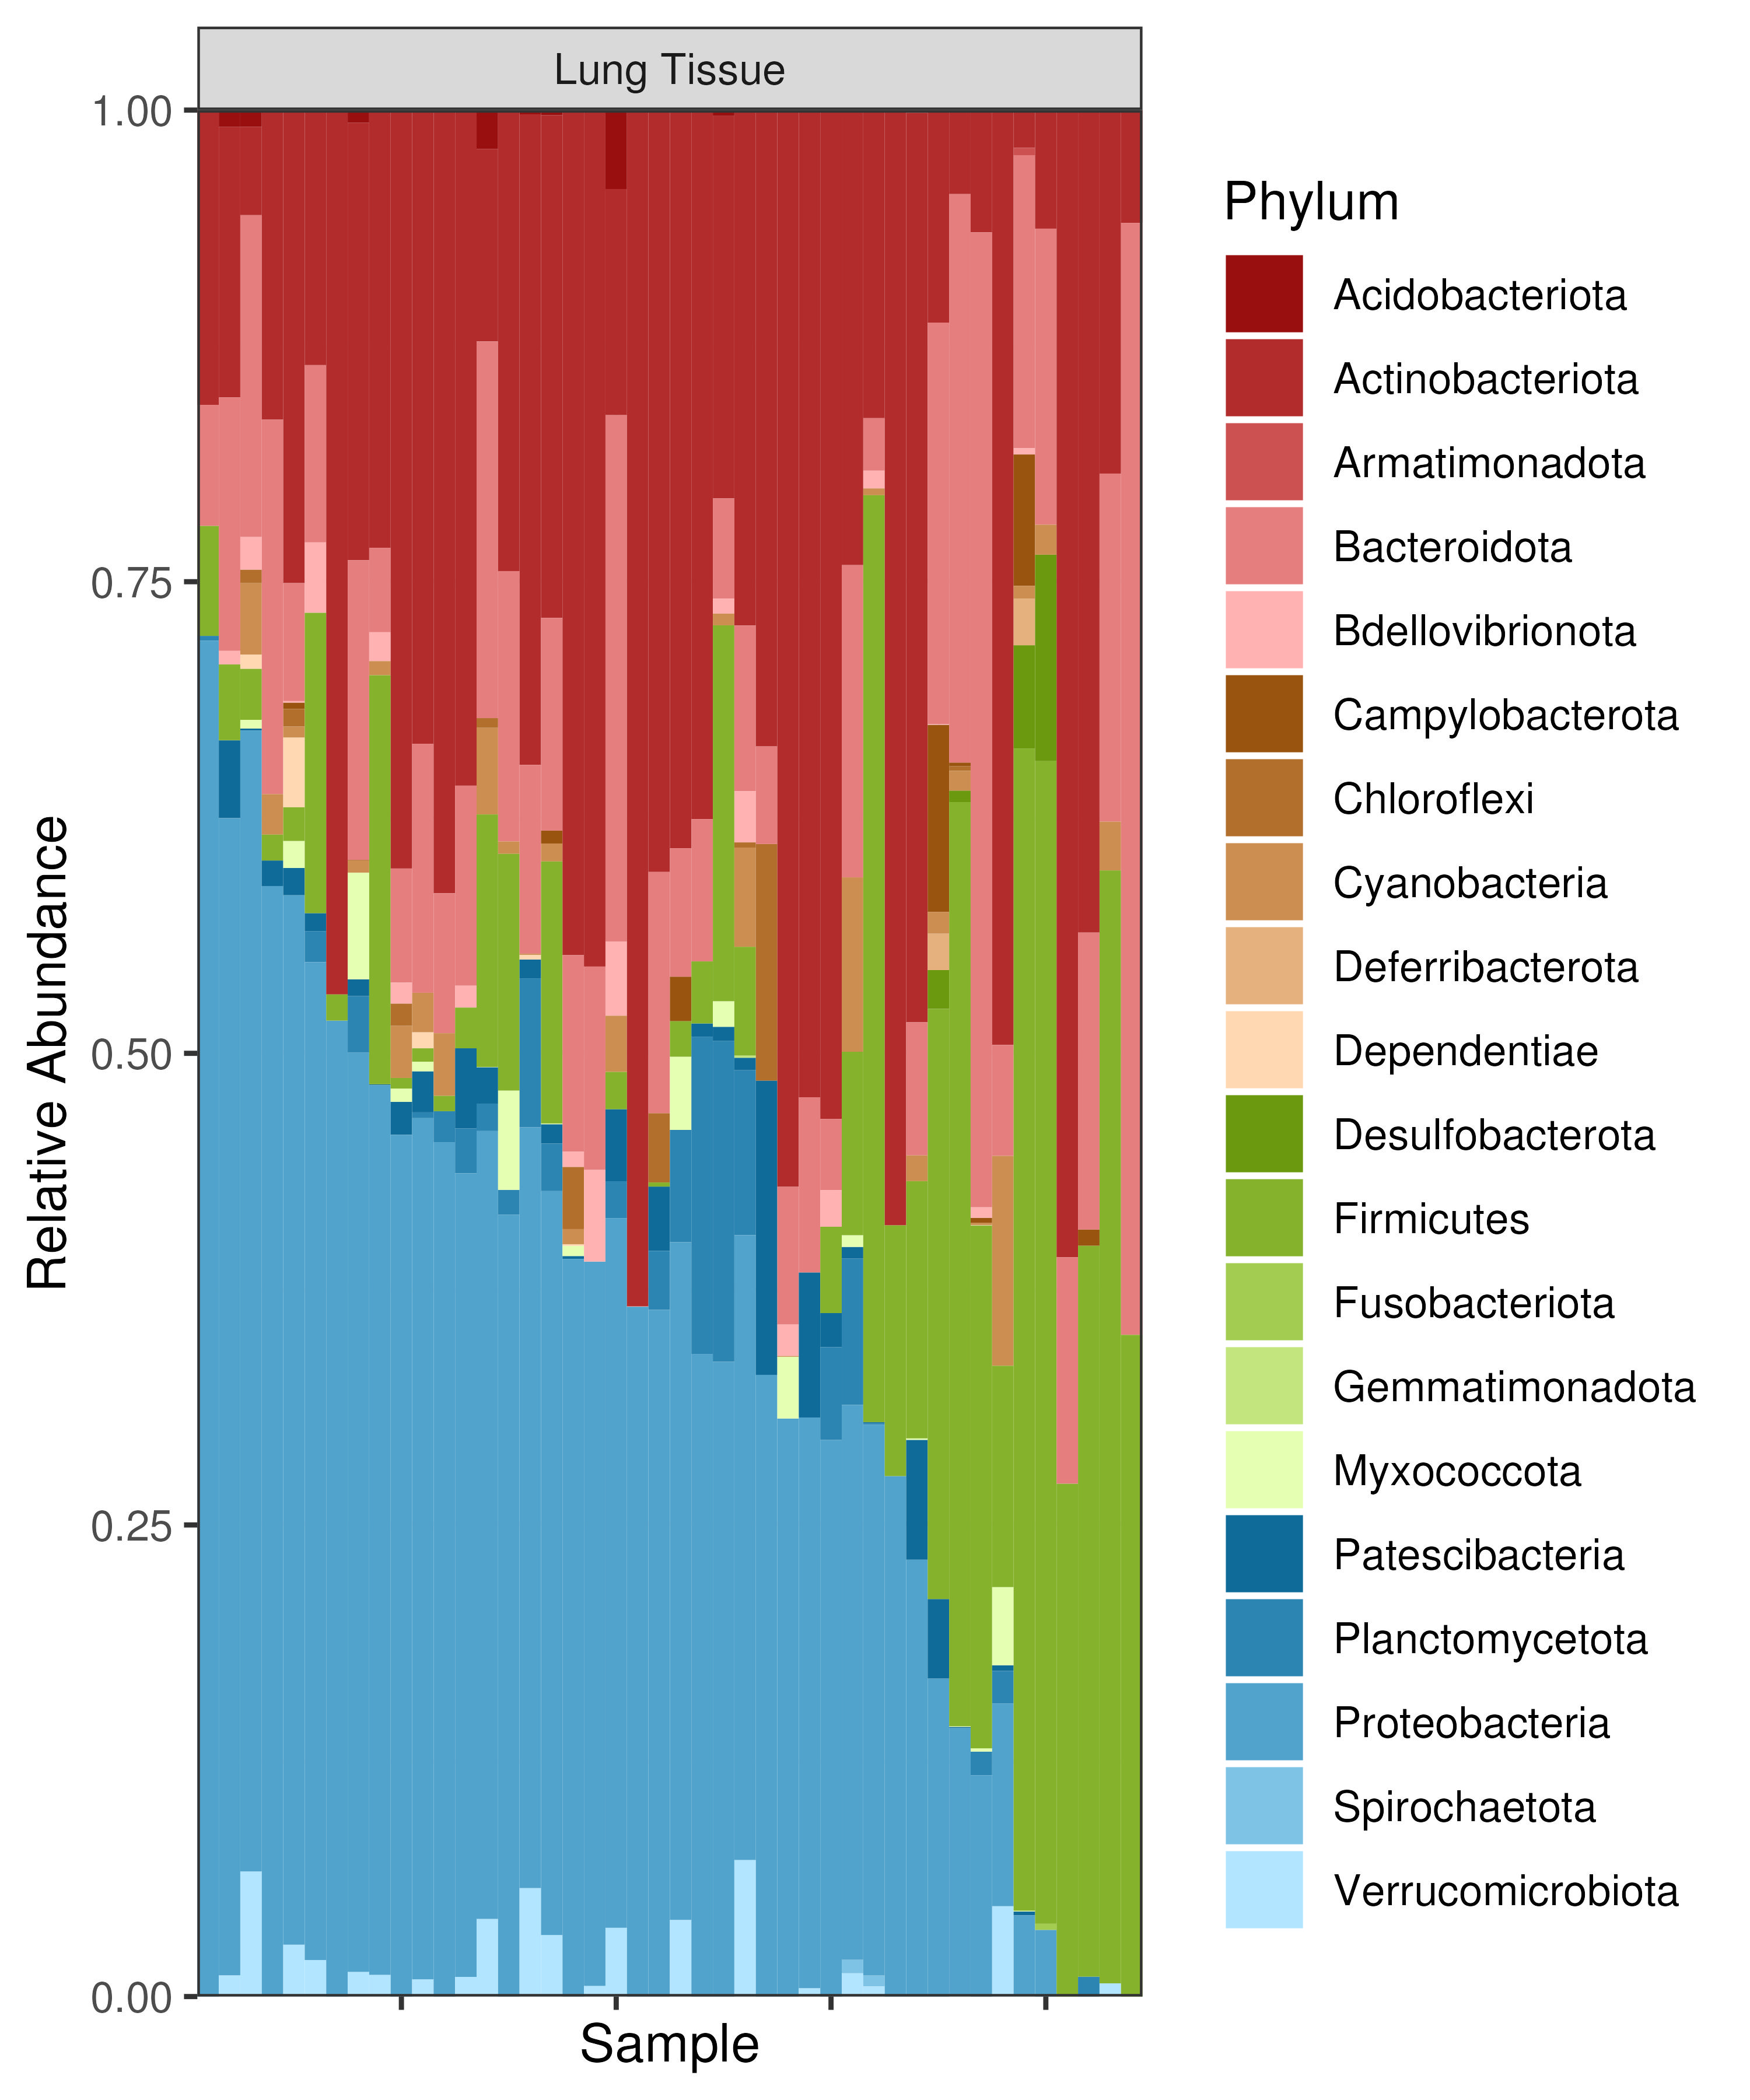 Lung Tissue
1.00
0.75
0.50
0.25
0.00
Relative Abundance
Sample
Phylum
Acidobacteriota
Actinobacteriota
Armatimonadota
Bacteroidota
Bdellovibrionota
Campylobacterota
Chloroflexi
Cyanobacteria
Deferribacterota
Dependentiae
Desulfobacterota
Firmicutes
Fusobacteriota
Gemmatimonadota
Myxococcota
Patescibacteria
Planctomycetota
Proteobacteria
Spirochaetota
Verrucomicrobiota